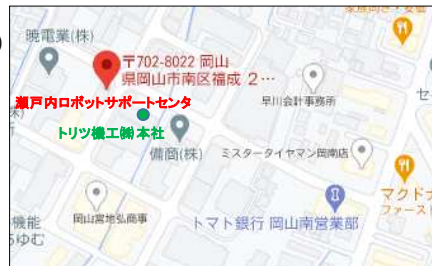 暁電業(株)
〒702-8022 岡山
県岡山市南区福成 2…
瀬戸内ロボットサポートセンタ
トリツ機工㈱本社
早川会計事務所
備商(株)
ミスタータイヤマン岡南店
マクドナ
ファースト
岡山宮地弘商事
トマト銀行 岡山南営業部
機能
らゆむ